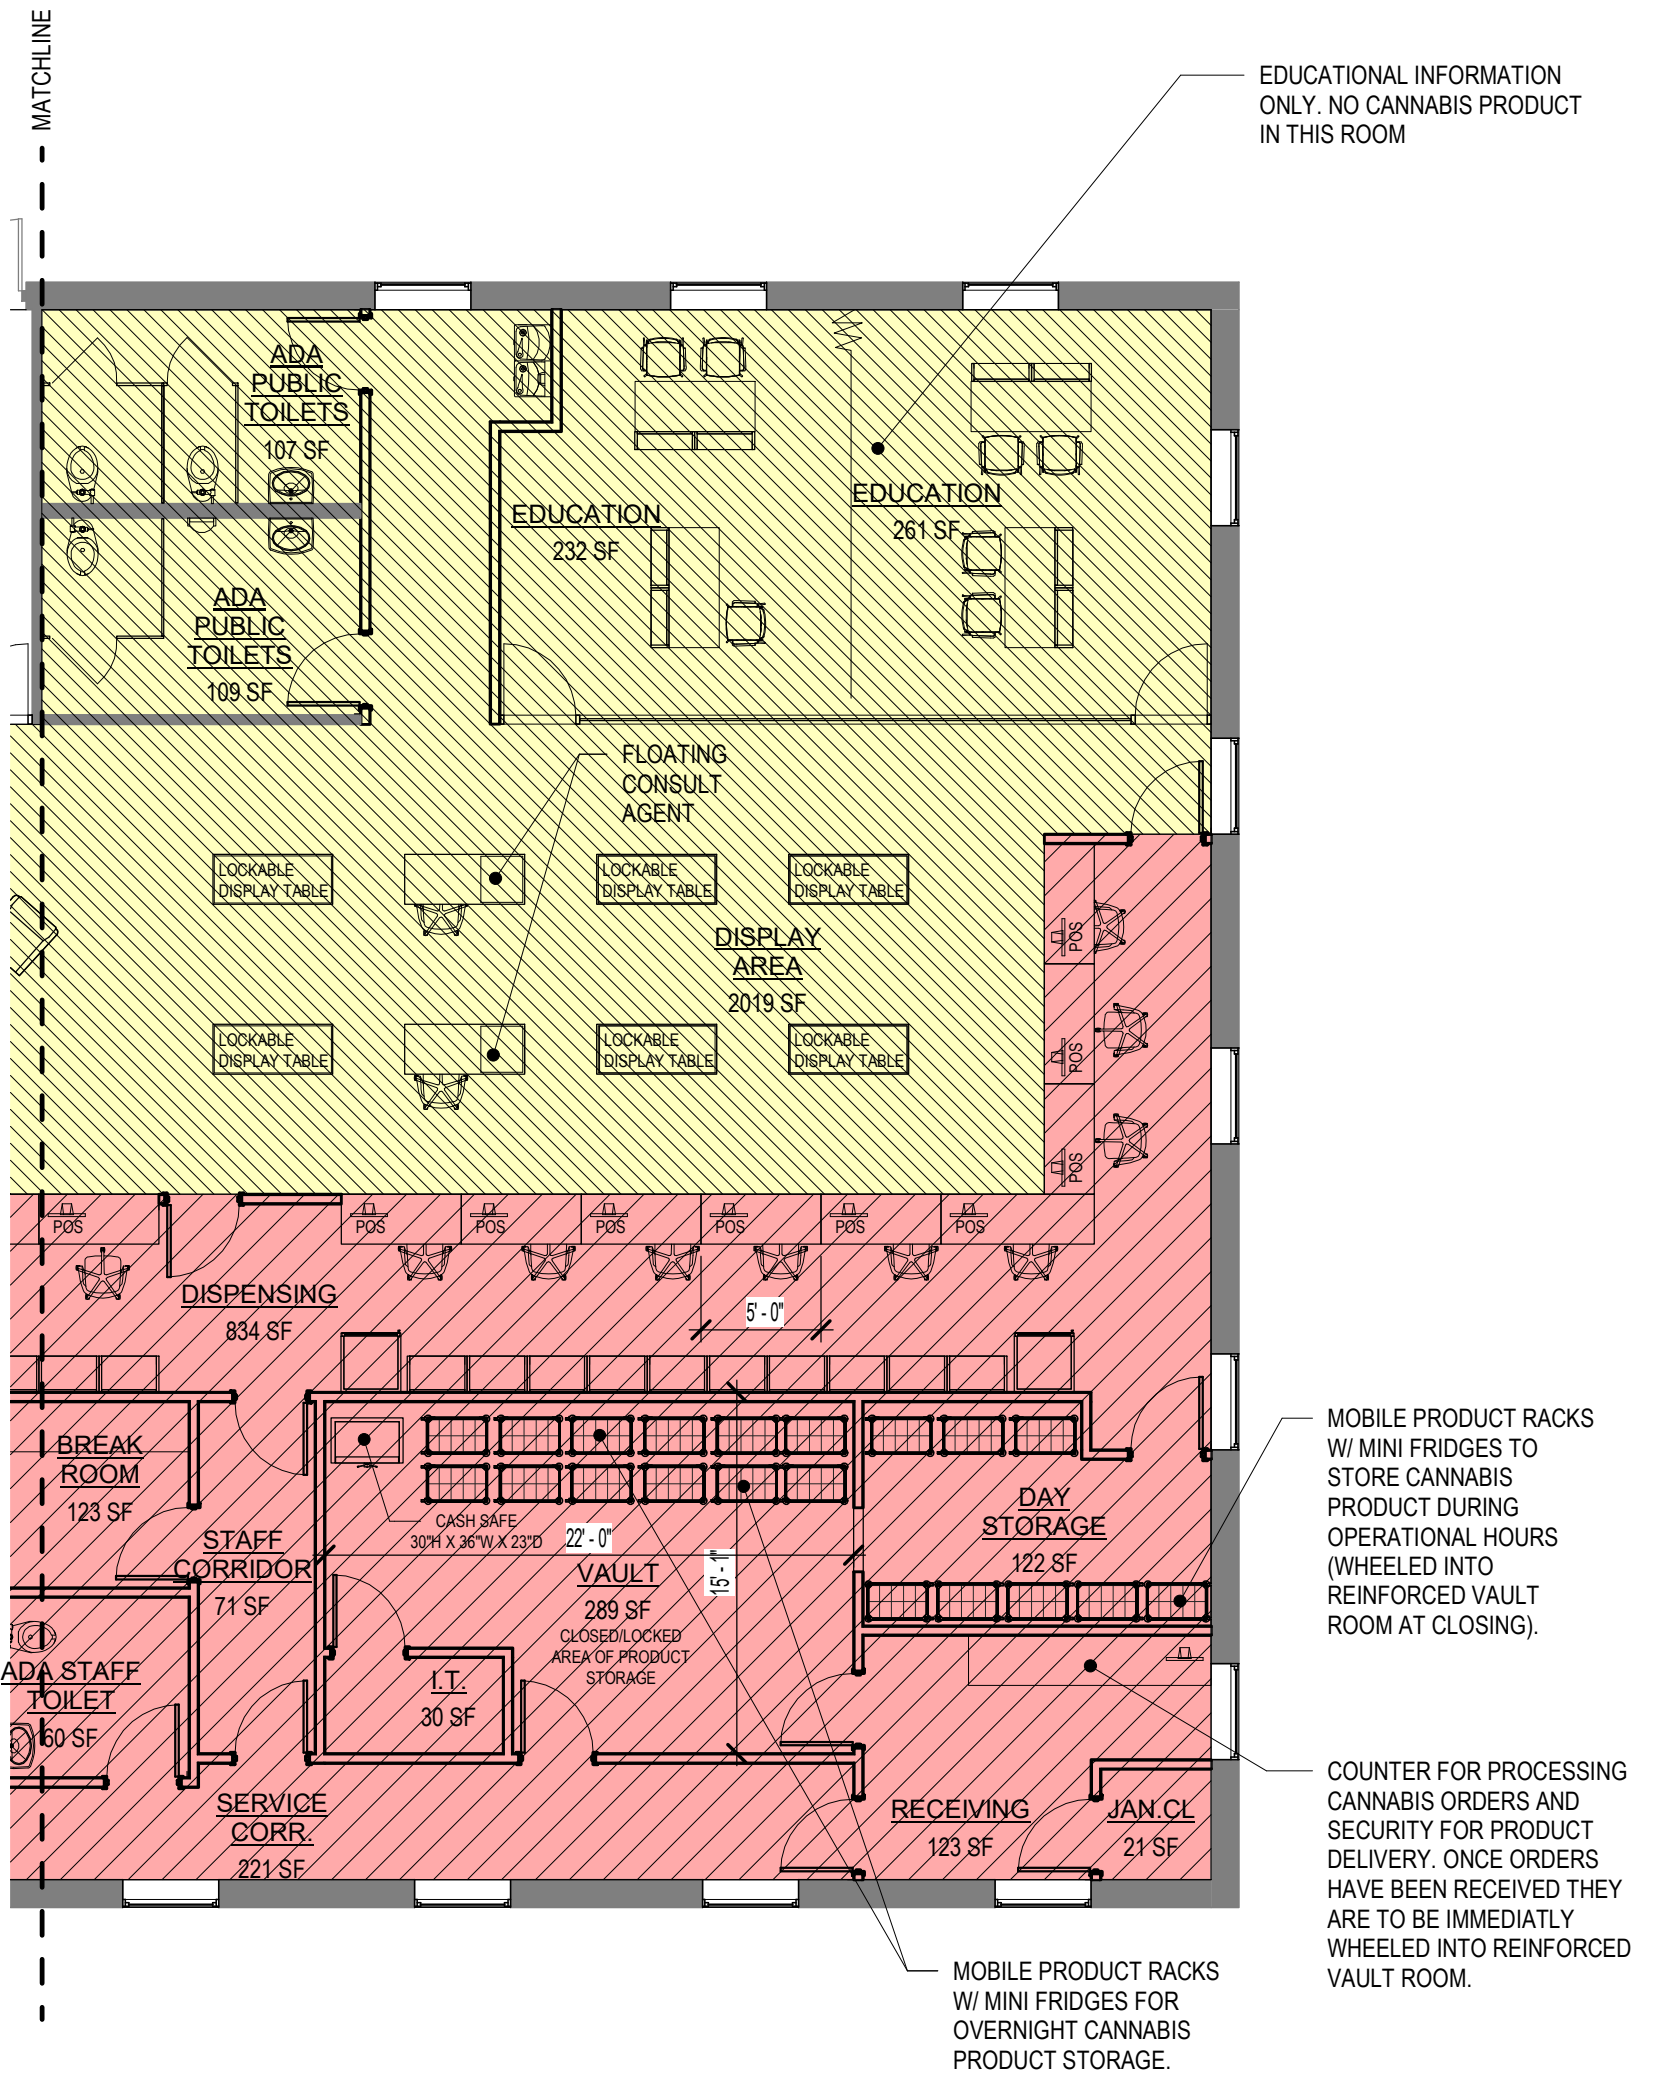 MATCHLINE
EDUCATIONAL INFORMATION
ONLY. NO CANNABIS PRODUCT
IN THIS ROOM
ADA
PUBLIC
TOILETS
107 SF
EDUCATION
232 SF
EDUCATION
261 SF
ADA
PUBLIC
TOILETS
109 SF
FLOATING
CONSULT
AGENT
LOCKABLE
DISPLAY TABLE
LOCKABLE
DISPLAY TABLE
LOCKABLE
DISPLAY TABLE
DISPLAY
AREA
2019 SF
LOCKABLE
DISPLAY TABLE
LOCKABLE
DISPLAY TABLE
LOCKABLE
DISPLAY TABLE
POS
POS
POS
POS
POS
POS
POS
POS
POS
POS
DISPENSING
834 SF
5' - 0"
BREAK
ROOM
123 SF
STAFF
CORRIDOR
71 SF
CASH SAFE
30"H X 36"W X 23"D
22' - 0"
15' - 1"
VAULT
289 SF
CLOSED/LOCKED
AREA OF PRODUCT
STORAGE
DAY
STORAGE
122 SF
MOBILE PRODUCT RACKS
W/ MINI FRIDGES TO
STORE CANNABIS
PRODUCT DURING
OPERATIONAL HOURS
(WHEELED INTO
REINFORCED VAULT
ROOM AT CLOSING).
ADA STAFF
TOILET
60 SF
I.T.
30 SF
SERVICE
CORR.
221 SF
RECEIVING
123 SF
JAN.CL
21 SF
COUNTER FOR PROCESSING
CANNABIS ORDERS AND
SECURITY FOR PRODUCT
DELIVERY. ONCE ORDERS
HAVE BEEN RECEIVED THEY
ARE TO BE IMMEDIATLY
WHEELED INTO REINFORCED
VAULT ROOM.
MOBILE PRODUCT RACKS
W/ MINI FRIDGES FOR
OVERNIGHT CANNABIS
PRODUCT STORAGE.